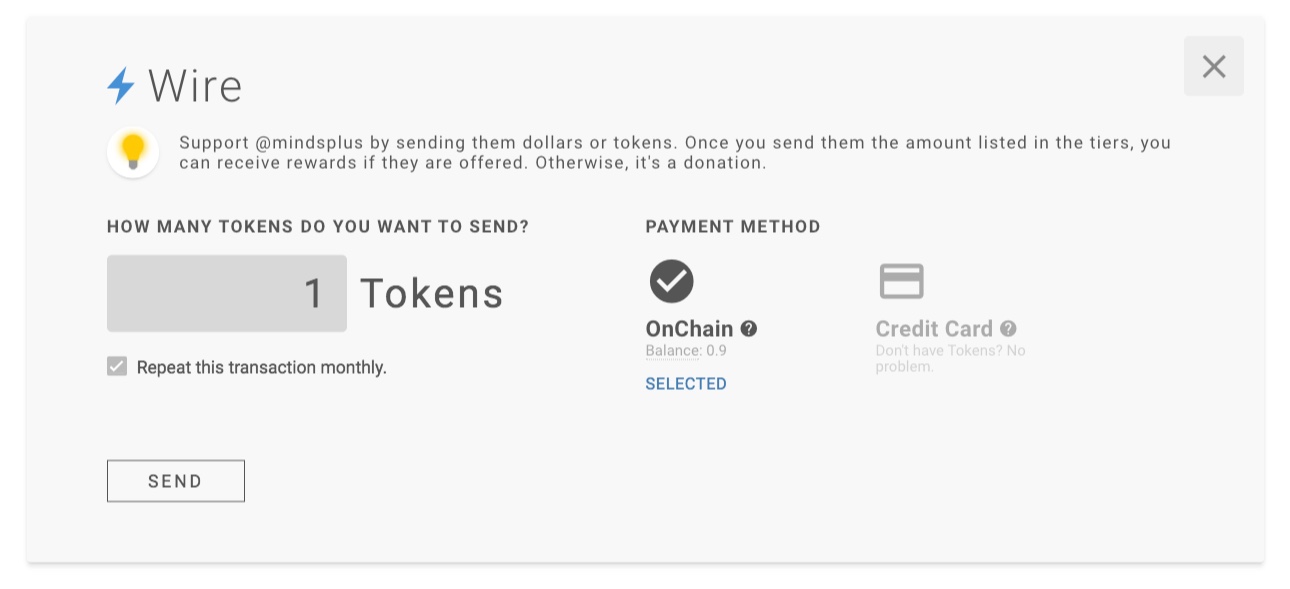 Wire
Support @mindsplus by sending them dollars or tokens. Once you send them the amount listed in the tiers, you
can receive rewards if they are offered. Otherwise, it's a donation.
HOW MANY TOKENS DO YOU WANT TO SEND?
1 Tokens
Repeat this transaction monthly.
PAYMENT METHOD
OnChain ?
Balance: 0.9
SELECTED
Credit Card ?
Don't have Tokens? No
problem.
SEND